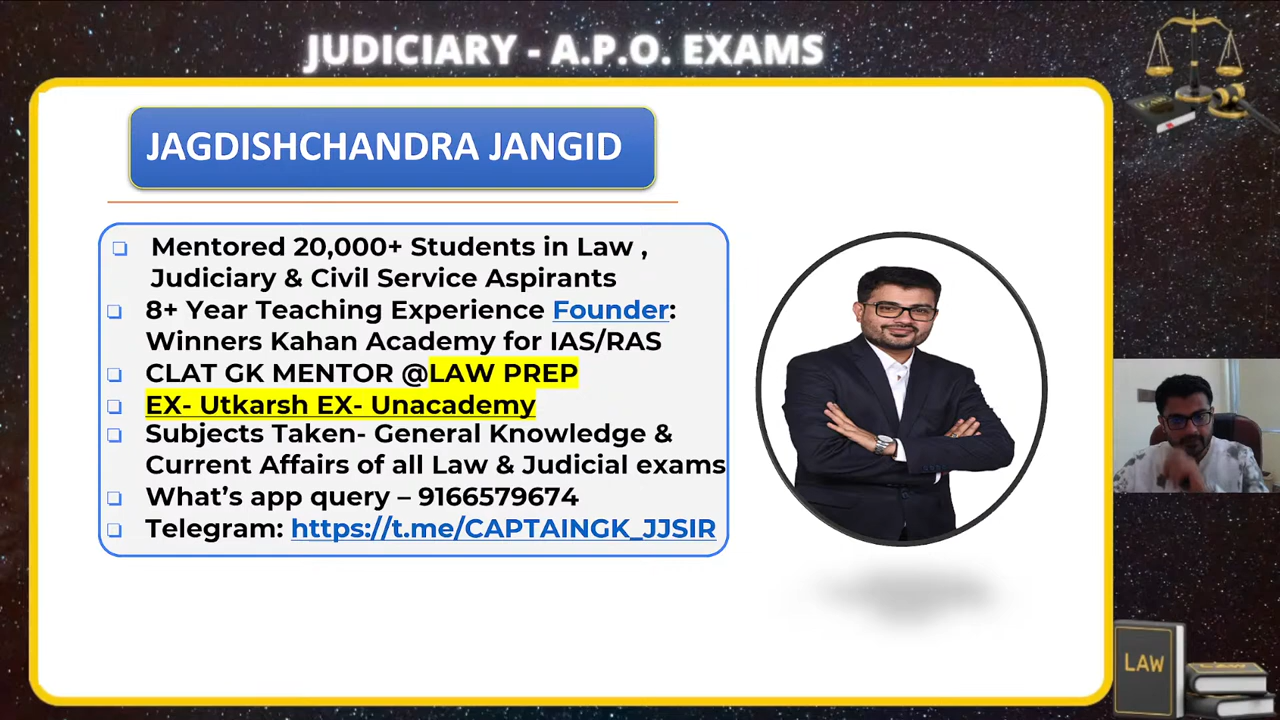 JUDICIARY - A.P.O. EXAMS
JAGDISHCHANDRA JANGID
Mentored 20,000+ Students in Law ,
Judiciary & Civil Service Aspirants
8+ Year Teaching Experience Founder:
Winners Kahan Academy for IAS/RAS
CLAT GK MENTOR @LAW PREP
EX- Utkarsh EX- Unacademy
Subjects Taken- General Knowledge &
Current Affairs of all Law & Judicial exams
What’s app query – 9166579674
Telegram: https://t.me/CAPTAINGK_JJSIR
LAW